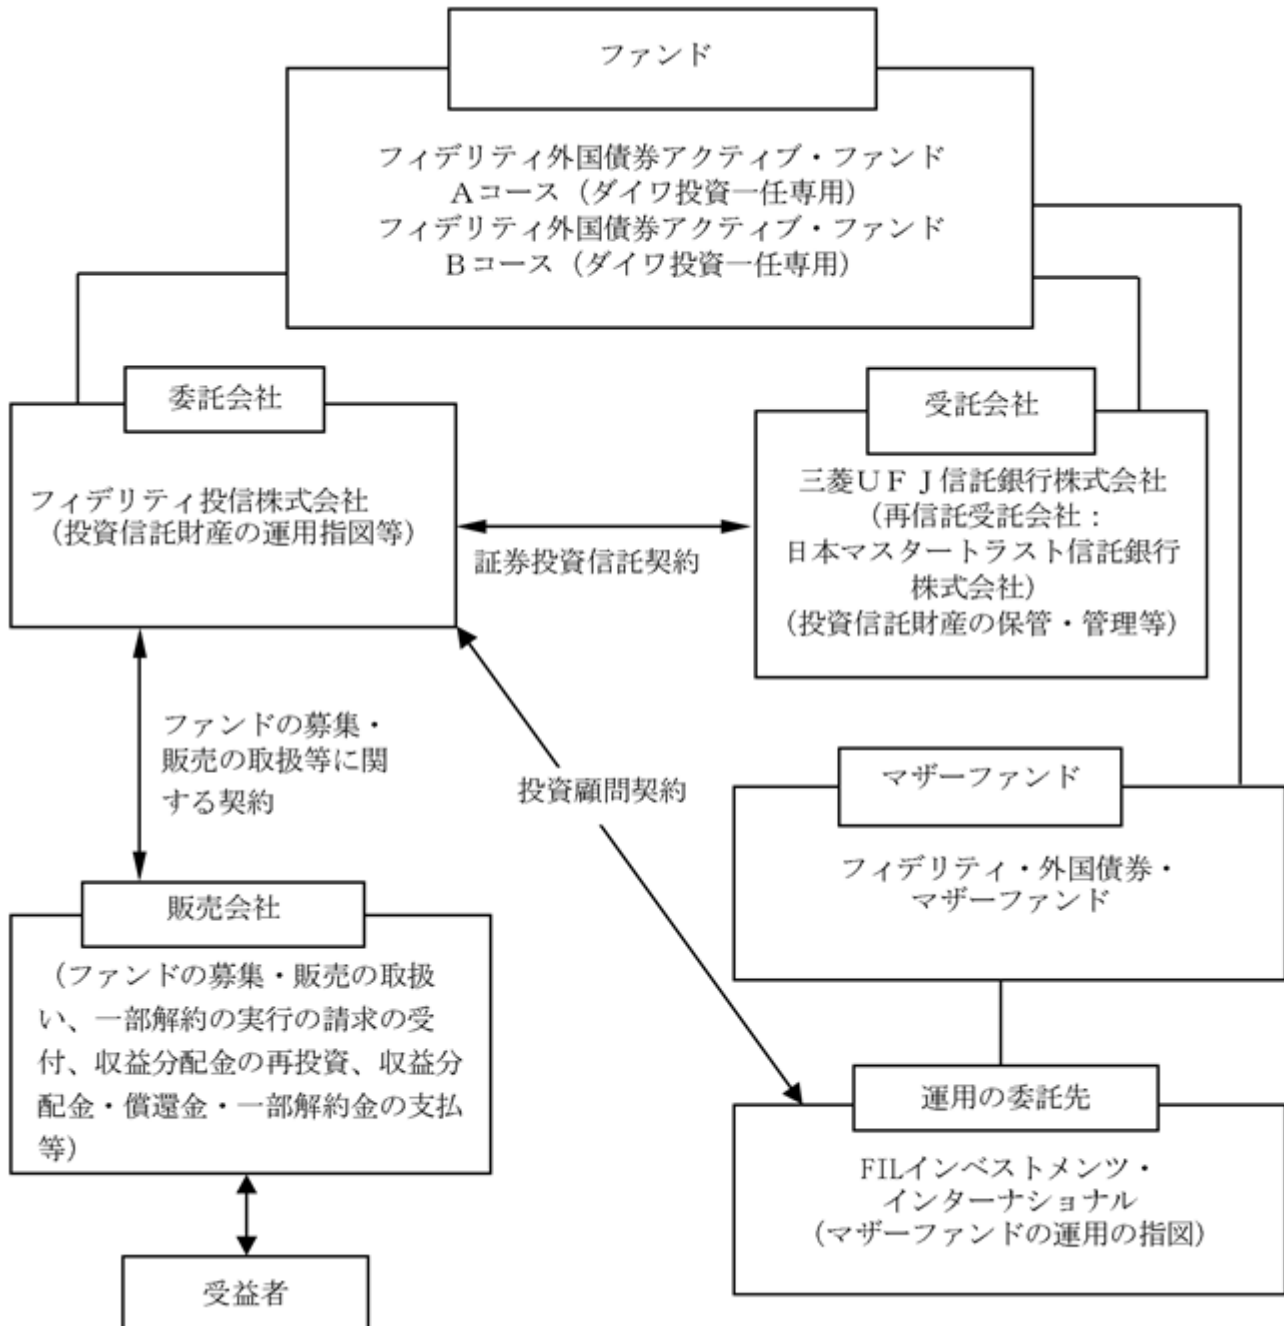 ファンド
フィデリティ外国債券アクティブ・ファンド
Ａコース（ダイワ投資一任専用）
フィデリティ外国債券アクティブ・ファンド
Ｂコース（ダイワ投資一任専用）
委託会社
フィデリティ投信株式会社
（投資信託財産の運用指図等）
証券投資信託契約
受託会社
三菱ＵＦＪ信託銀行株式会社
（再信託受託会社：
日本マスタートラスト信託銀行
株式会社）
（投資信託財産の保管・管理等）
ファンドの募集・
販売の取扱等に関
する契約
投資顧問契約
マザーファンド
フィデリティ・外国債券・
マザーファンド
販売会社
（ファンドの募集・販売の取扱
い、一部解約の実行の請求の受
付、収益分配金の再投資、収益分
配金・償還金・一部解約金の支払
等）
運用の委託先
FILインベストメンツ・
インターナショナル
（マザーファンドの運用の指図）
受益者